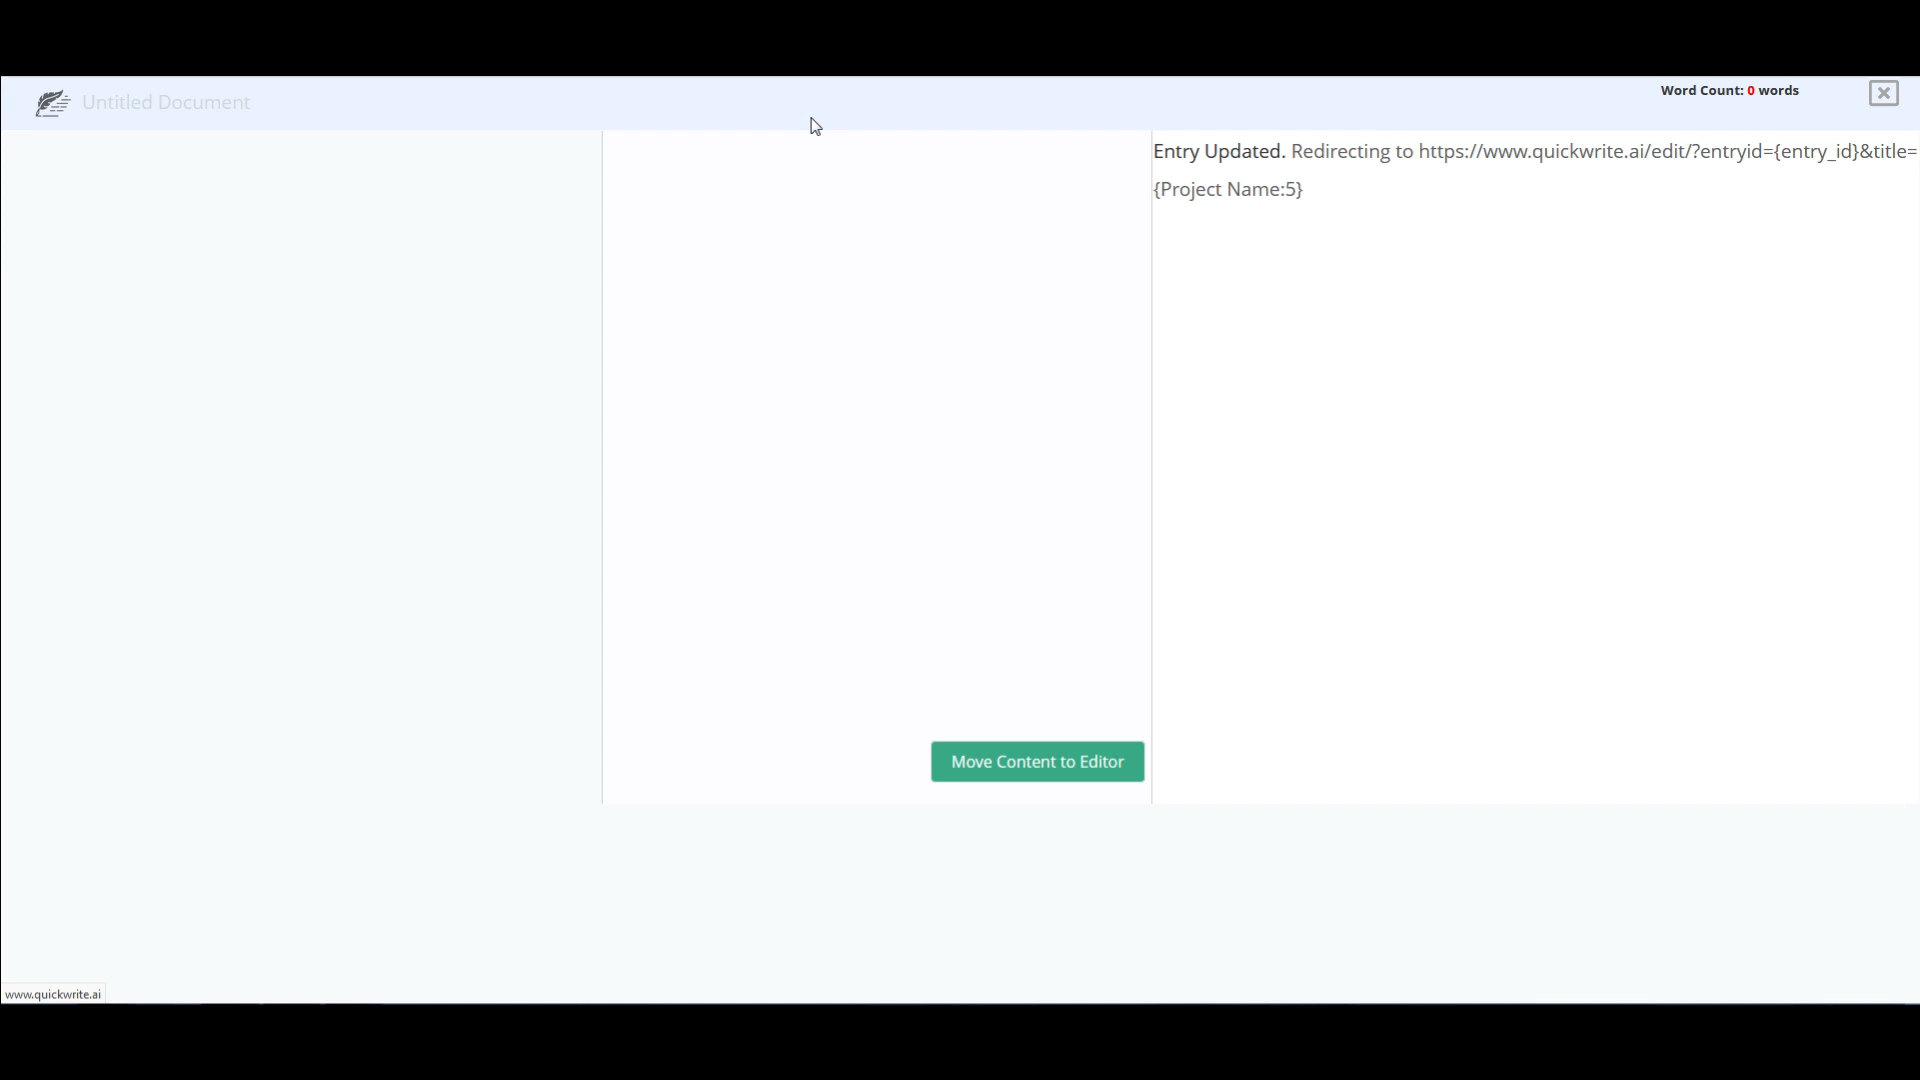 Untitled Document
Word Count: 0 words
Entry Updated. Redirecting to https://www.quickwrite.ai/edit/?entryid={entry_id}&title=
{Project Name:5}
Move Content to Editor
www.quickwrite.ai